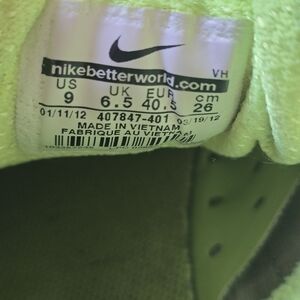 nikebetterworld.com
VH
US UK EUR cm
9 6.5 40.5 26
01/11/12 407847-401 03/19/12
MADE IN VIETNAM
FABRIQUE AU VIETNAM